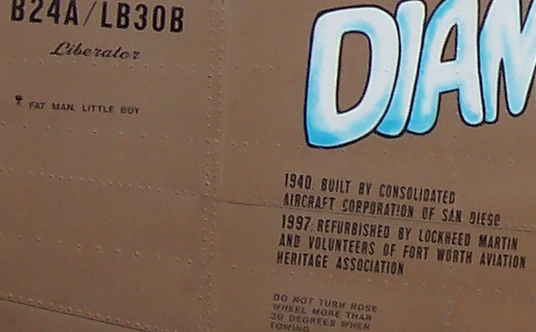 B24A/LB30B
Liberator
FAT MAN, LITTLE BOY
DIAM
1940: BUILT BY CONSOLIDATED
AIRCRAFT CORPORATION OF SAN DIEGO
1997: REFURBISHED BY LOCKHEED MARTIN
AND VOLUNTEERS OF FORT WORTH AVIATION
HERITAGE ASSOCIATION
DO NOT TURN NOSE
WHEEL MORE THAN
30 DEGREES WHEN
TOWING